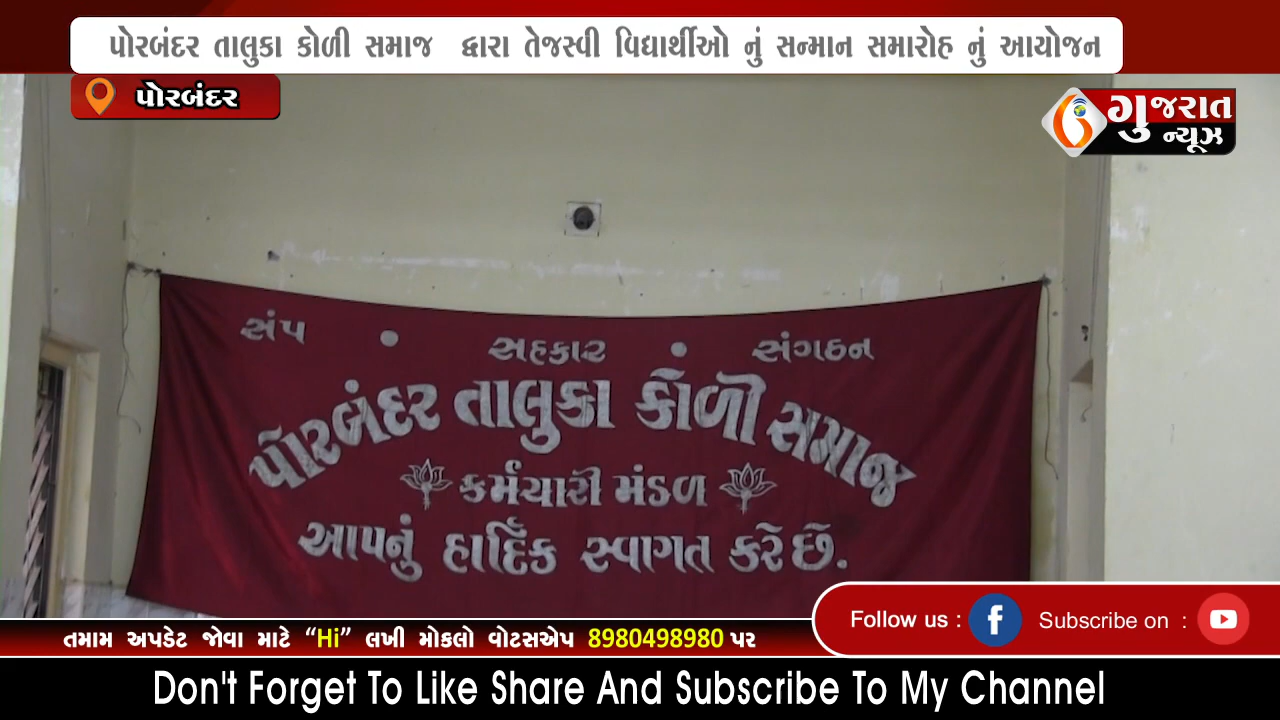 પોરબંદર તાલુકા કોળી સમાજ દ્વારા તેજસ્વી વિદ્યાર્થીઓ નું સન્માન સમારોહ નું આયોજન
પોરબંદર
ગુજરાત
ન્યૂઝ
સંપ • સહકાર • સંગઠન
પોરબંદર તાલુકા કોળી સમાજ
કર્મચારી મંડળ
આપનું હાર્દિક સ્વાગત કરે છે.
Follow us :
Subscribe on :
તમામ અપડેટ જોવા માટે “Hi” લખી મોકલો વોટસએપ 8980498980 પર
Don't Forget To Like Share And Subscribe To My Channel